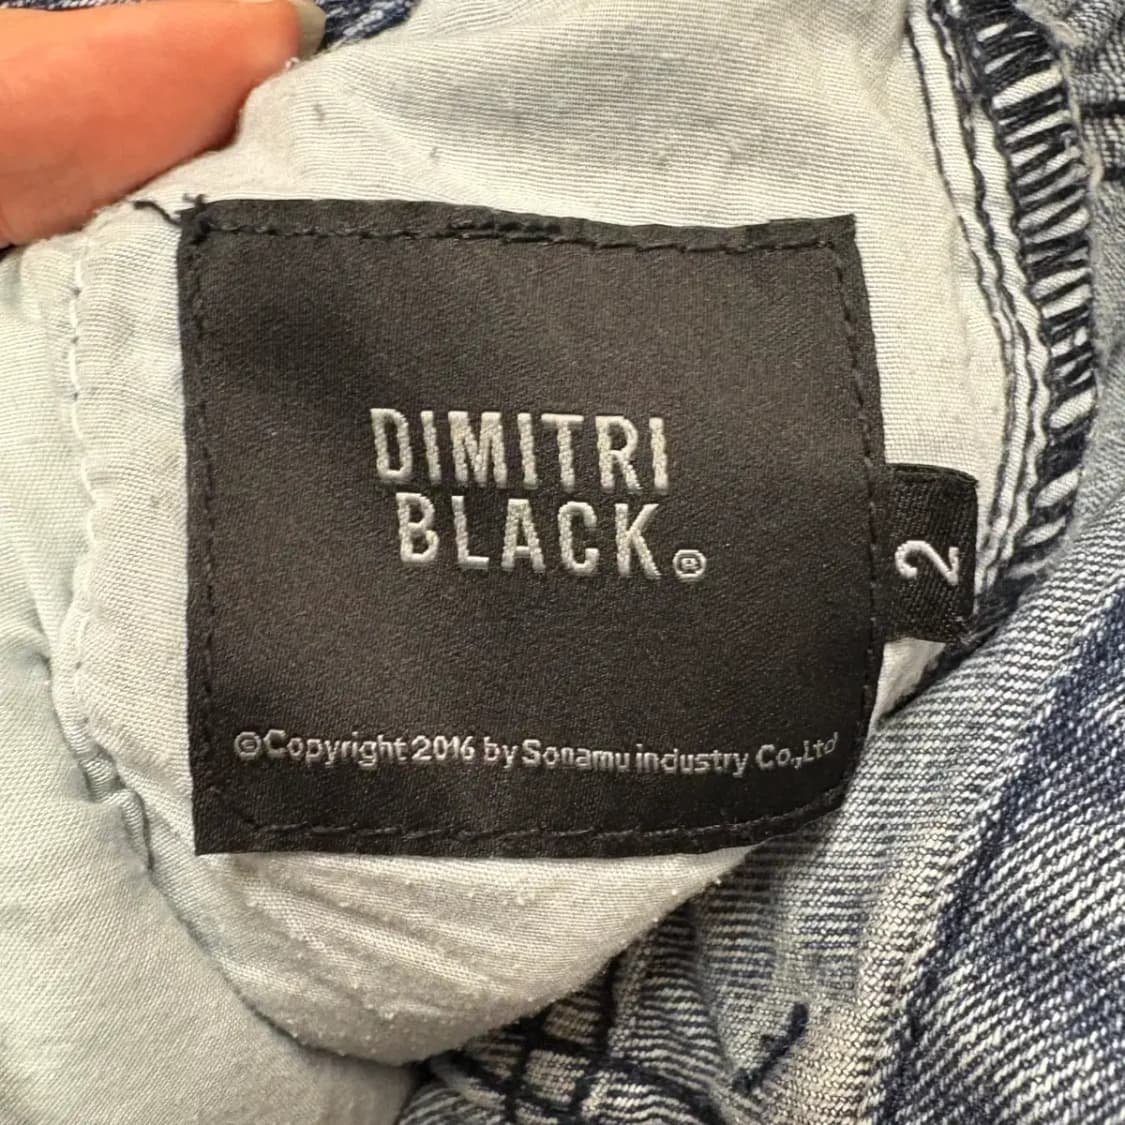 DIMITRI
BLACK®
2
©Copyright 2016 by Sonamu industry Co.,Ltd